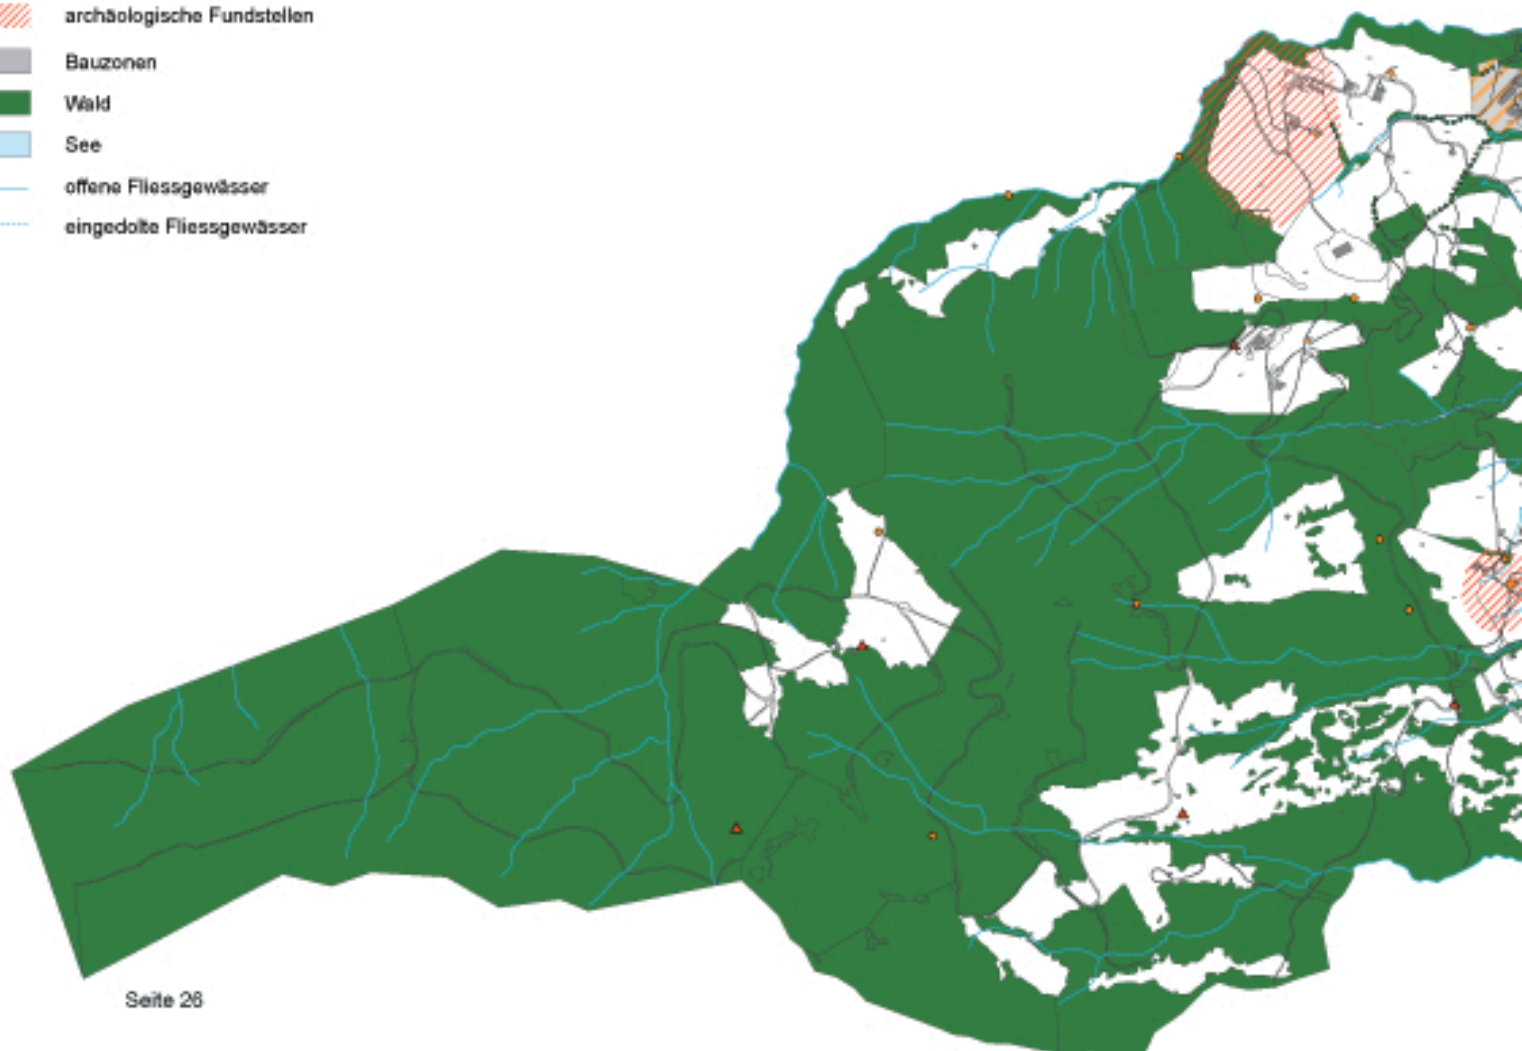 archäologische Fundstellen
Bauzonen
Wald
See
offene Fliessgewässer
eingedolte Fliessgewässer
Seite 26